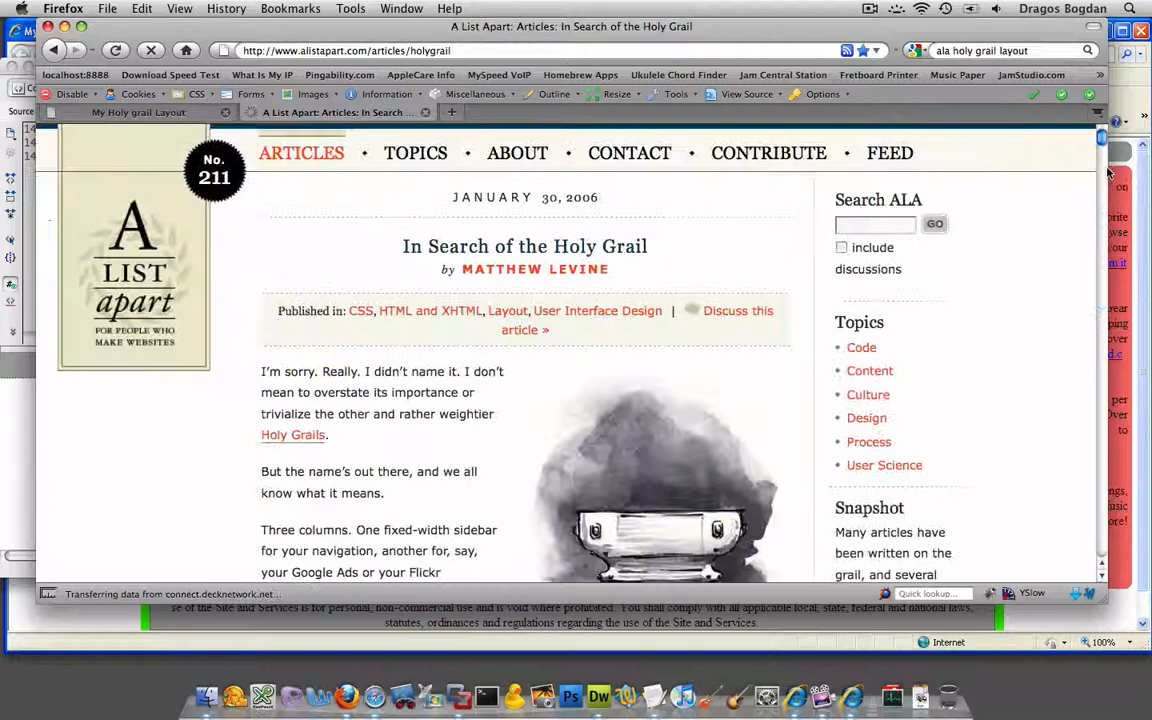 Firefox File Edit View History Bookmarks Tools Window Help Dragos Bogdan
A List Apart: Articles: In Search of the Holy Grail
http://www.alistapart.com/articles/holygrail
ala holy grail layout
localhost:8888 Download Speed Test What Is My IP Pingability.com AppleCare Info MySpeed VoIP Homebrew Apps Ukulele Chord Finder Jam Central Station Fretboard Printer Music Paper JamStudio.com »
Disable Cookies CSS Forms Images Information Miscellaneous Outline Resize Tools View Source Options
My Holy grail Layout
A List Apart: Articles: In Search ...
Source
ARTICLES • TOPICS • ABOUT • CONTACT • CONTRIBUTE • FEED
No.
211
A
LIST
apart
FOR PEOPLE WHO
MAKE WEBSITES
JANUARY 30, 2006
In Search of the Holy Grail
by MATTHEW LEVINE
Published in: CSS, HTML and XHTML, Layout, User Interface Design | Discuss this
article »
I'm sorry. Really. I didn't name it. I don't
mean to overstate its importance or
trivialize the other and rather weightier
Holy Grails.
But the name's out there, and we all
know what it means.
Three columns. One fixed-width sidebar
for your navigation, another for, say,
your Google Ads or your Flickr
Search ALA
GO
include
discussions
Topics
Code
Content
Culture
Design
Process
User Science
Snapshot
Many articles have
been written on the
grail, and several
on
your
per
to
Transferring data from connect.decknetwork.net...
Quick lookup...
YSlow
se of the Site and Services is for personal, non-commercial use and is void where prohibited. You shall comply with all applicable local, state, federal and national laws,
statutes, ordinances and regulations regarding the use of the Site and Services.
Internet
100%
Ps
Dw